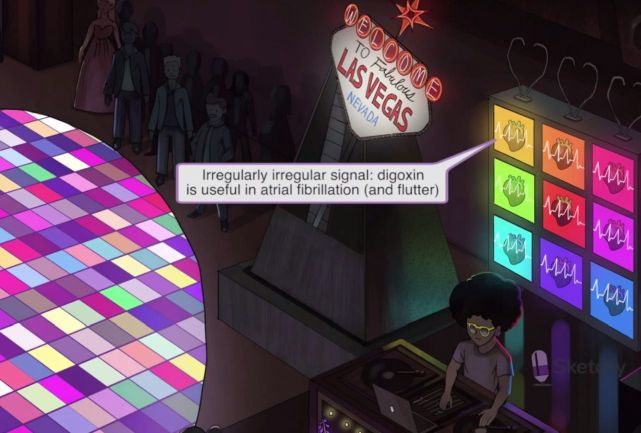 WELCOME
TO Fabulous
LAS VEGAS
NEVADA
Irregularly irregular signal: digoxin
is useful in atrial fibrillation (and flutter)
Sketchy